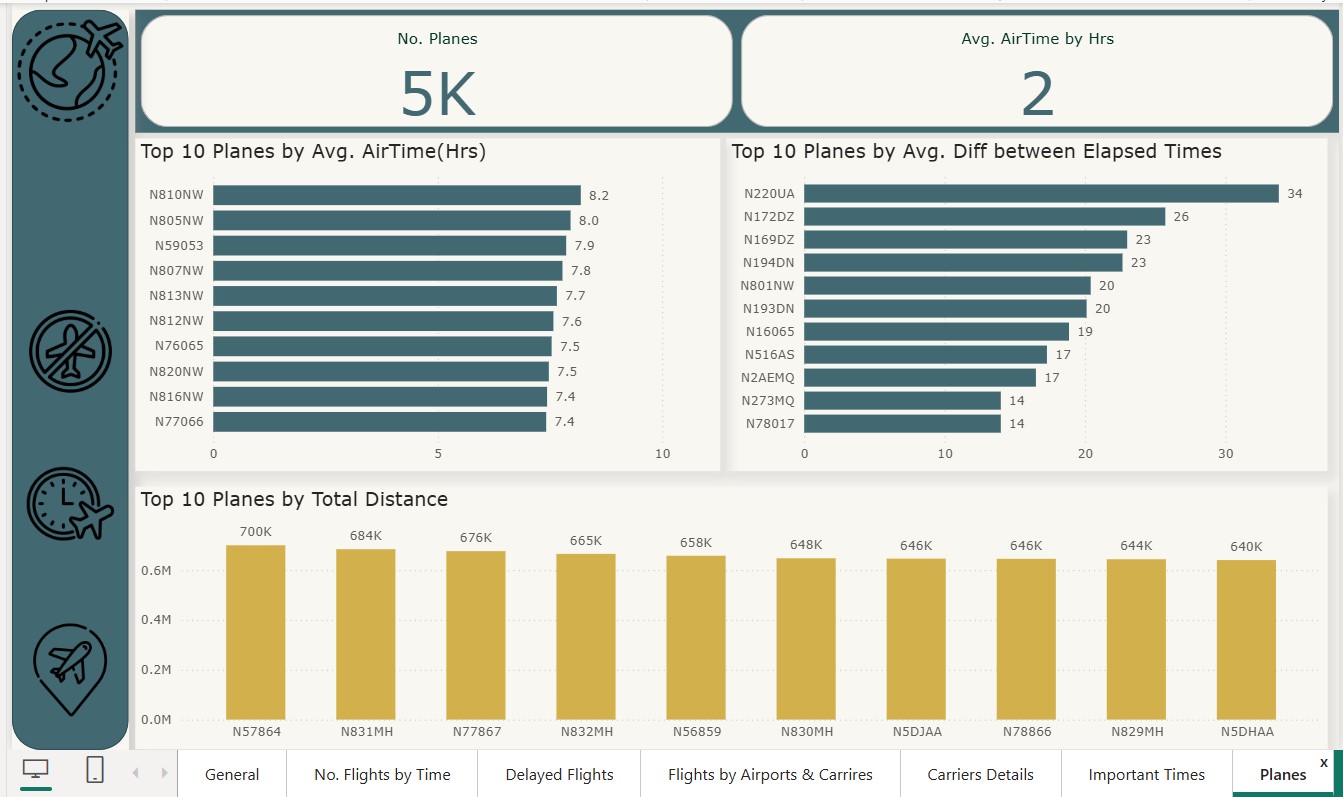 No. Planes
5K
Avg. AirTime by Hrs
2
Top 10 Planes by Avg. AirTime(Hrs)
N810NW 8.2
N805NW 8.0
N59053 7.9
N807NW 7.8
N813NW 7.7
N812NW 7.6
N76065 7.5
N820NW 7.5
N816NW 7.4
N77066 7.4
0 5 10
Top 10 Planes by Avg. Diff between Elapsed Times
N220UA 34
N172DZ 26
N169DZ 23
N194DN 23
N801NW 20
N193DN 20
N16065 19
N516AS 17
N2AEMQ 17
N273MQ 14
N78017 14
0 10 20 30
Top 10 Planes by Total Distance
700K 684K 676K 665K 658K 648K 646K 646K 644K 640K
0.6M
0.4M
0.2M
0.0M
N57864 N831MH N77867 N832MH N56859 N830MH N5DJAA N78866 N829MH N5DHAA
General No. Flights by Time Delayed Flights Flights by Airports & Carrires Carriers Details Important Times Planes x